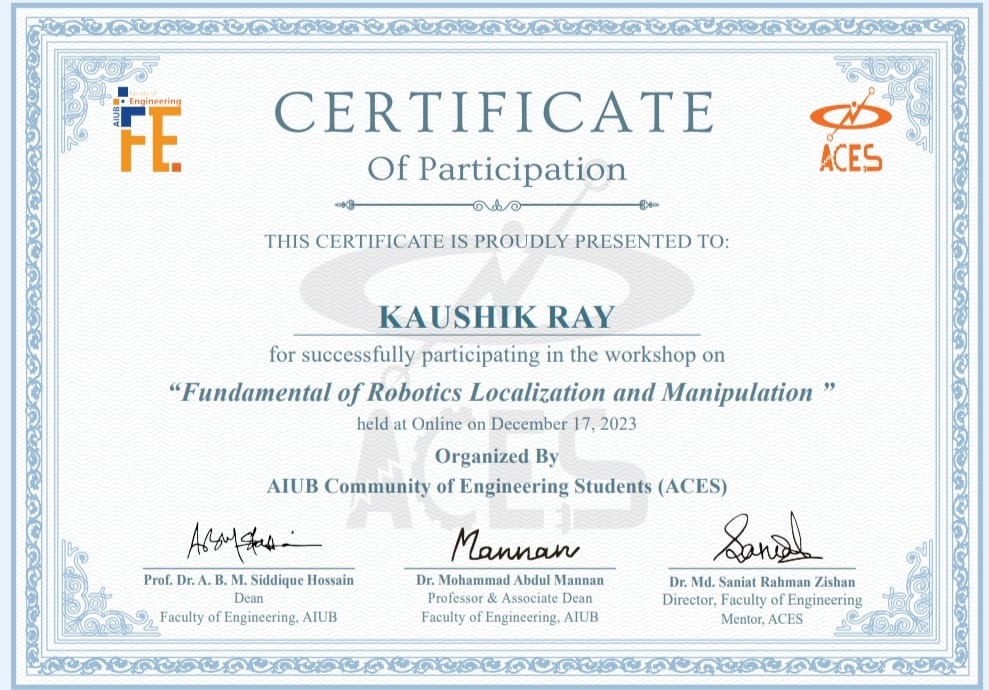 Faculty of
Engineering
AIUB
FE.
ACES
CERTIFICATE
Of Participation
THIS CERTIFICATE IS PROUDLY PRESENTED TO:
KAUSHIK RAY
for successfully participating in the workshop on
“Fundamental of Robotics Localization and Manipulation ”
held at Online on December 17, 2023
Organized By
AIUB Community of Engineering Students (ACES)
ACES
Mannan
Saniat
Prof. Dr. A. B. M. Siddique Hossain
Dean
Faculty of Engineering, AIUB
Dr. Mohammad Abdul Mannan
Professor & Associate Dean
Faculty of Engineering, AIUB
Dr. Md. Saniat Rahman Zishan
Director, Faculty of Engineering
Mentor, ACES